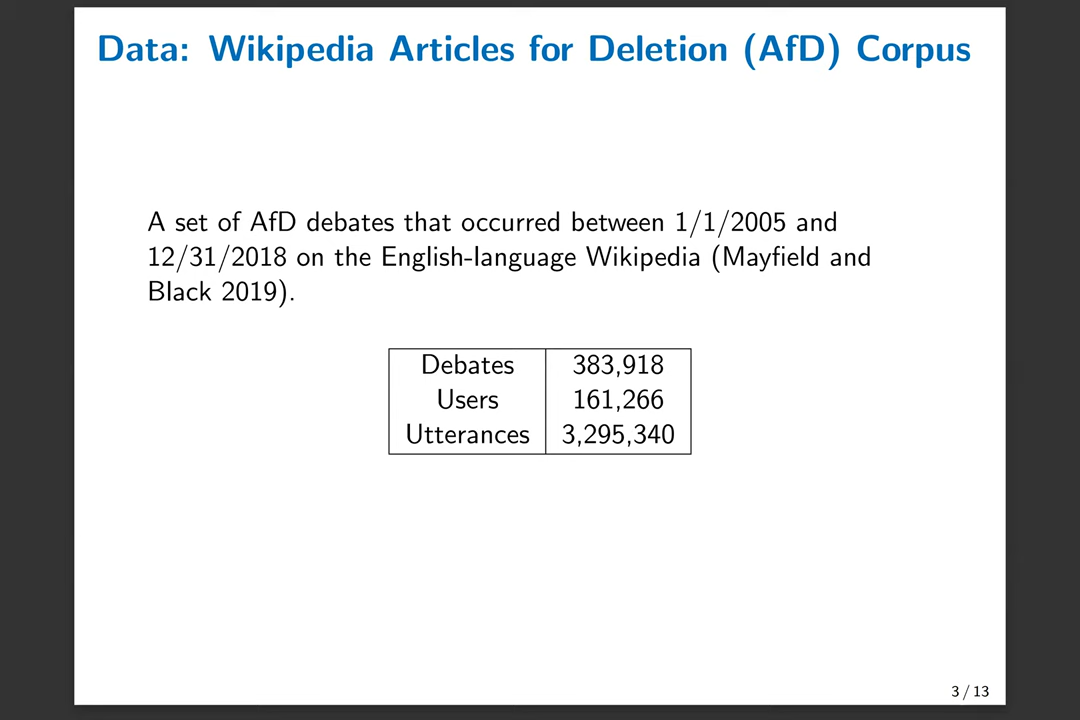 Data: Wikipedia Articles for Deletion (AfD) Corpus
A set of AfD debates that occurred between 1/1/2005 and
12/31/2018 on the English-language Wikipedia (Mayfield and
Black 2019).
Debates 383,918
Users 161,266
Utterances 3,295,340
3 / 13